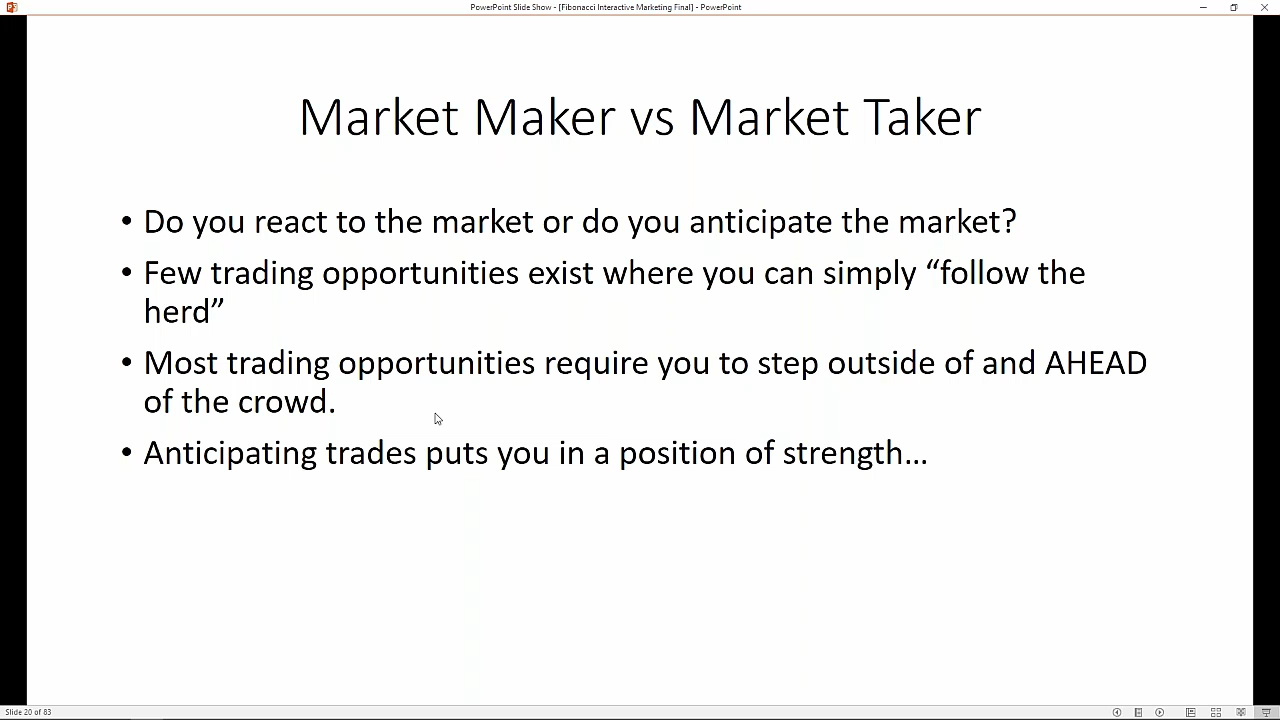 PowerPoint Slide Show - [Fibonacci Interactive Marketing Final] - PowerPoint
Market Maker vs Market Taker
• Do you react to the market or do you anticipate the market?
• Few trading opportunities exist where you can simply “follow the
herd”
• Most trading opportunities require you to step outside of and AHEAD
of the crowd.
• Anticipating trades puts you in a position of strength…
Slide 20 of 83